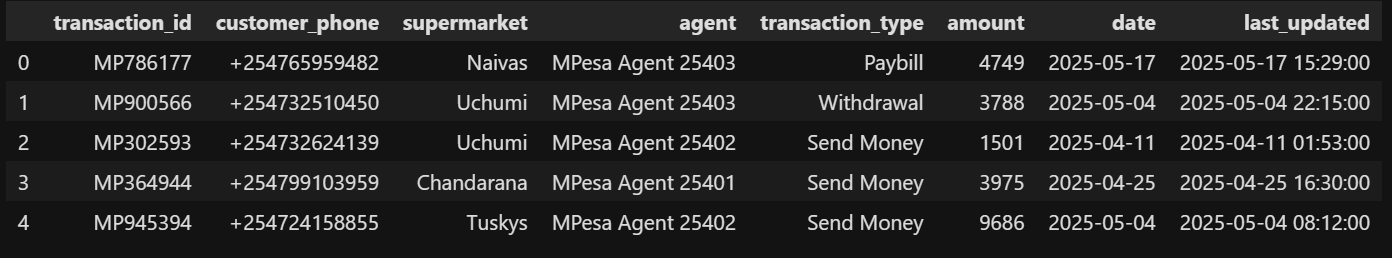 transaction_id customer_phone supermarket agent transaction_type amount date last_updated
0 MP786177 +254765959482 Naivas MPesa Agent 25403 Paybill 4749 2025-05-17 2025-05-17 15:29:00
1 MP900566 +254732510450 Uchumi MPesa Agent 25403 Withdrawal 3788 2025-05-04 2025-05-04 22:15:00
2 MP302593 +254732624139 Uchumi MPesa Agent 25402 Send Money 1501 2025-04-11 2025-04-11 01:53:00
3 MP364944 +254799103959 Chandarana MPesa Agent 25401 Send Money 3975 2025-04-25 2025-04-25 16:30:00
4 MP945394 +254724158855 Tuskys MPesa Agent 25402 Send Money 9686 2025-05-04 2025-05-04 08:12:00